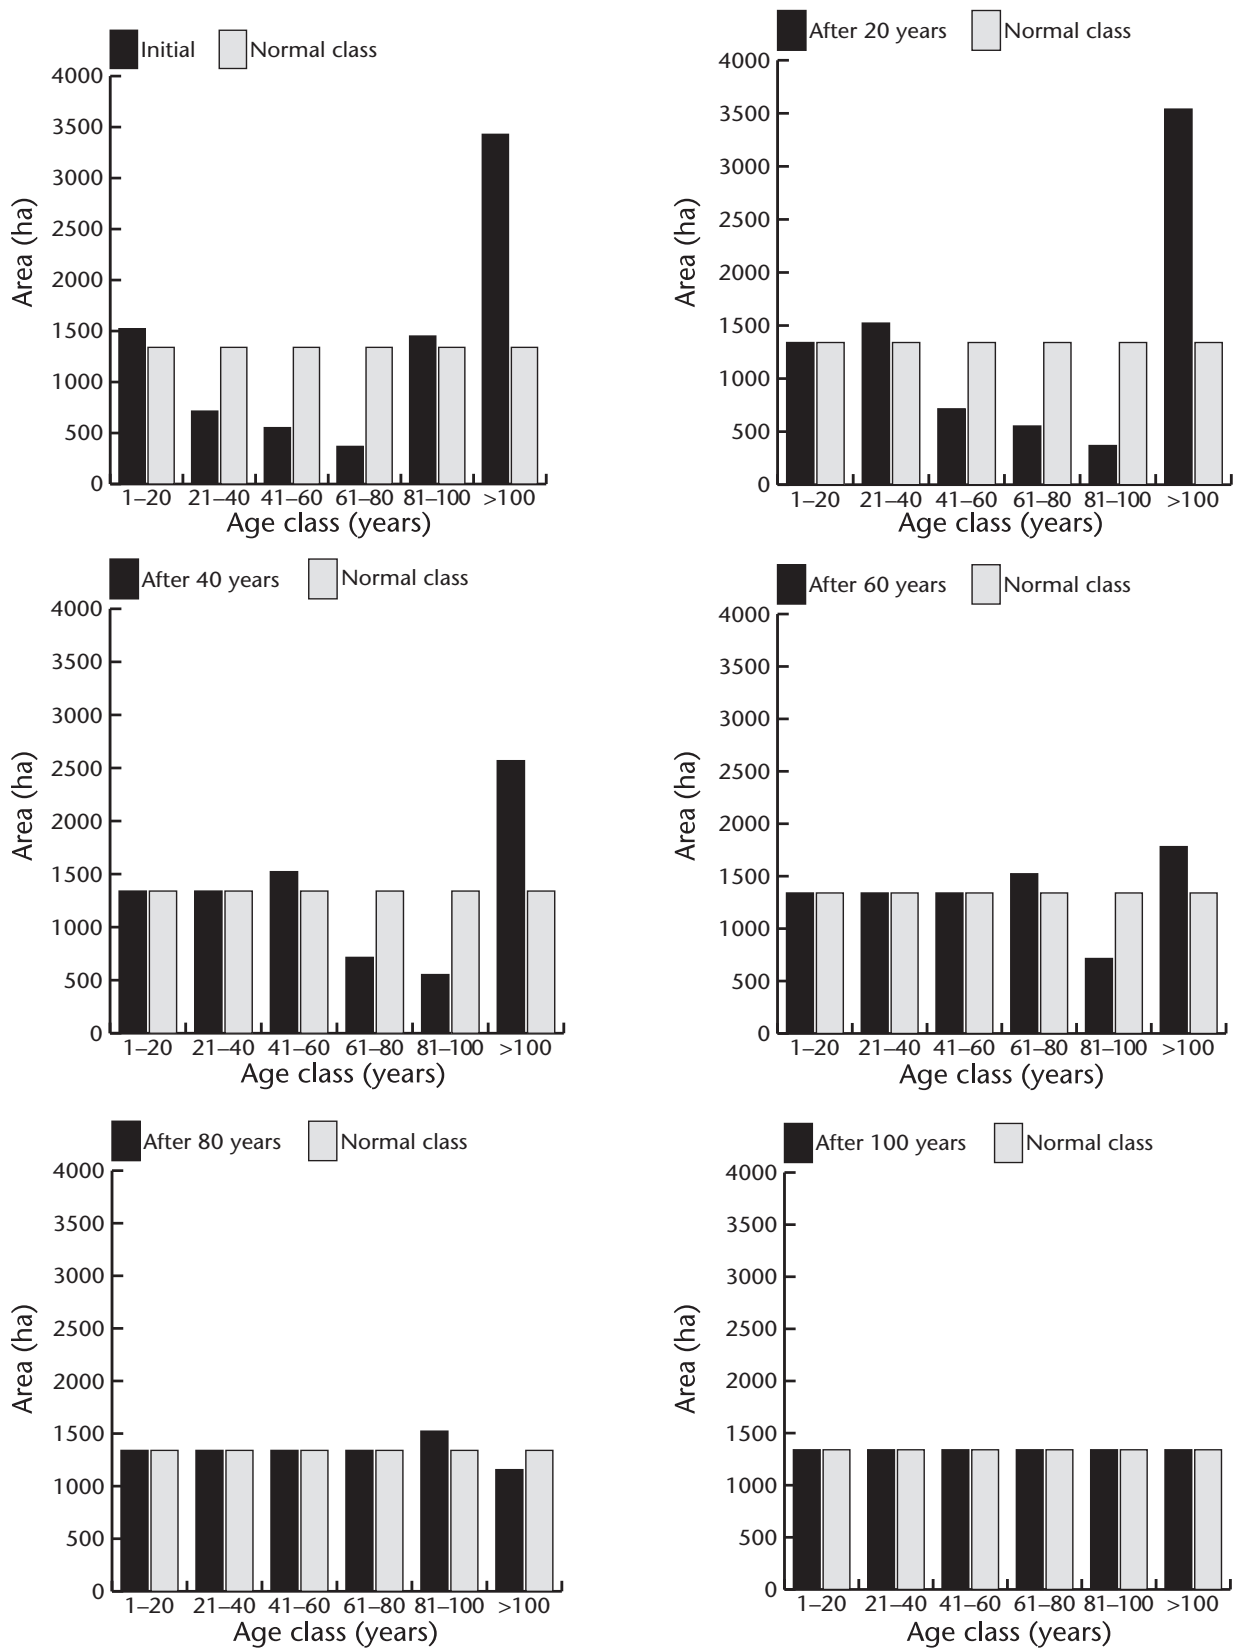 Initial Normal class
4000
3500
3000
2500
2000
1500
1000
500
0
Area (ha)
1–20 21–40 41–60 61–80 81–100 >100
Age class (years)
After 20 years Normal class
4000
3500
3000
2500
2000
1500
1000
500
0
Area (ha)
1–20 21–40 41–60 61–80 81–100 >100
Age class (years)
After 40 years Normal class
4000
3500
3000
2500
2000
1500
1000
500
0
Area (ha)
1–20 21–40 41–60 61–80 81–100 >100
Age class (years)
After 60 years Normal class
4000
3500
3000
2500
2000
1500
1000
500
0
Area (ha)
1–20 21–40 41–60 61–80 81–100 >100
Age class (years)
After 80 years Normal class
4000
3500
3000
2500
2000
1500
1000
500
0
Area (ha)
1–20 21–40 41–60 61–80 81–100 >100
Age class (years)
After 100 years Normal class
4000
3500
3000
2500
2000
1500
1000
500
0
Area (ha)
1–20 21–40 41–60 61–80 81–100 >100
Age class (years)